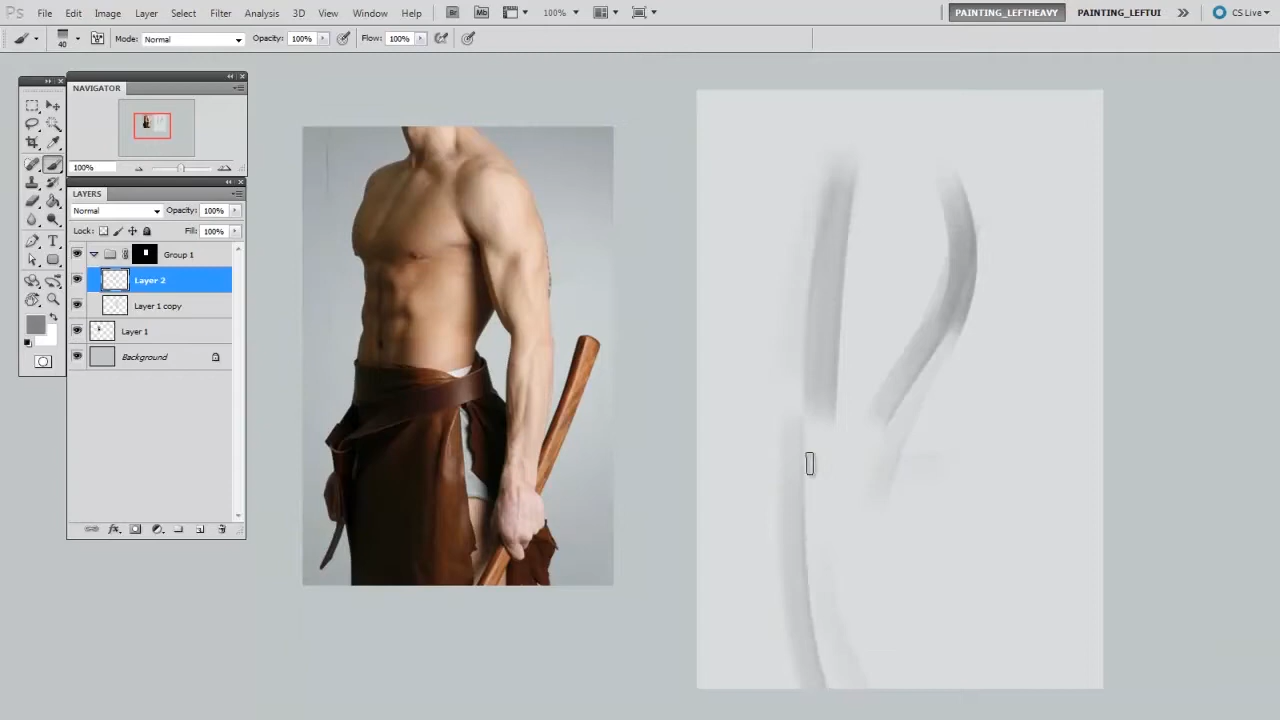 Ps File Edit Image Layer Select Filter Analysis 3D View Window Help Br Mb 100% PAINTING_LEFTHEAVY PAINTING_LEFTUI CS Live
40 Mode: Normal Opacity: 100% Flow: 100%
NAVIGATOR
100%
LAYERS
Normal Opacity: 100%
Lock: Fill: 100%
Group 1
Layer 2
Layer 1 copy
Layer 1
Background